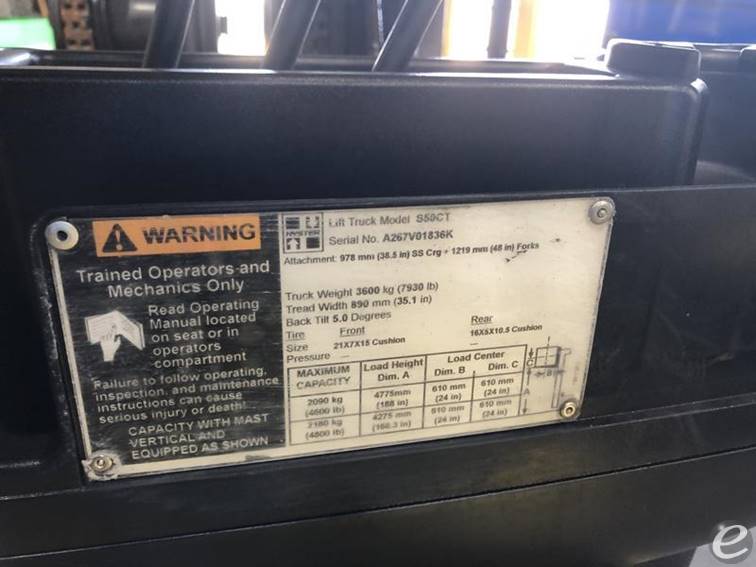 WARNING
Trained Operators and
Mechanics Only
Read Operating
Manual located
on seat or in
operators
compartment
Failure to follow operating,
inspection, and maintenance
instructions can cause
serious injury or death!
CAPACITY WITH MAST
VERTICAL AND
EQUIPPED AS SHOWN
HYSTER
Lift Truck Model S50CT
Serial No. A267V01836K
Attachment: 978 mm (38.5 in) SS Crg + 1219 mm (48 in) Forks
Truck Weight 3600 kg (7930 lb)
Tread Width 890 mm (35.1 in)
Back Tilt 5.0 Degrees
Tire Front Rear
Size 21X7X15 Cushion 16X5X10.5 Cushion
Pressure — —
MAXIMUM CAPACITY Load Height Dim. A Load Center Dim. B Dim. C
2090 kg (4600 lb) 4775mm (188 in) 610 mm (24 in) 610 mm (24 in)
2180 kg (4800 lb) 4275 mm (168.3 in) 610 mm (24 in) 610 mm (24 in)
C
B
A
e